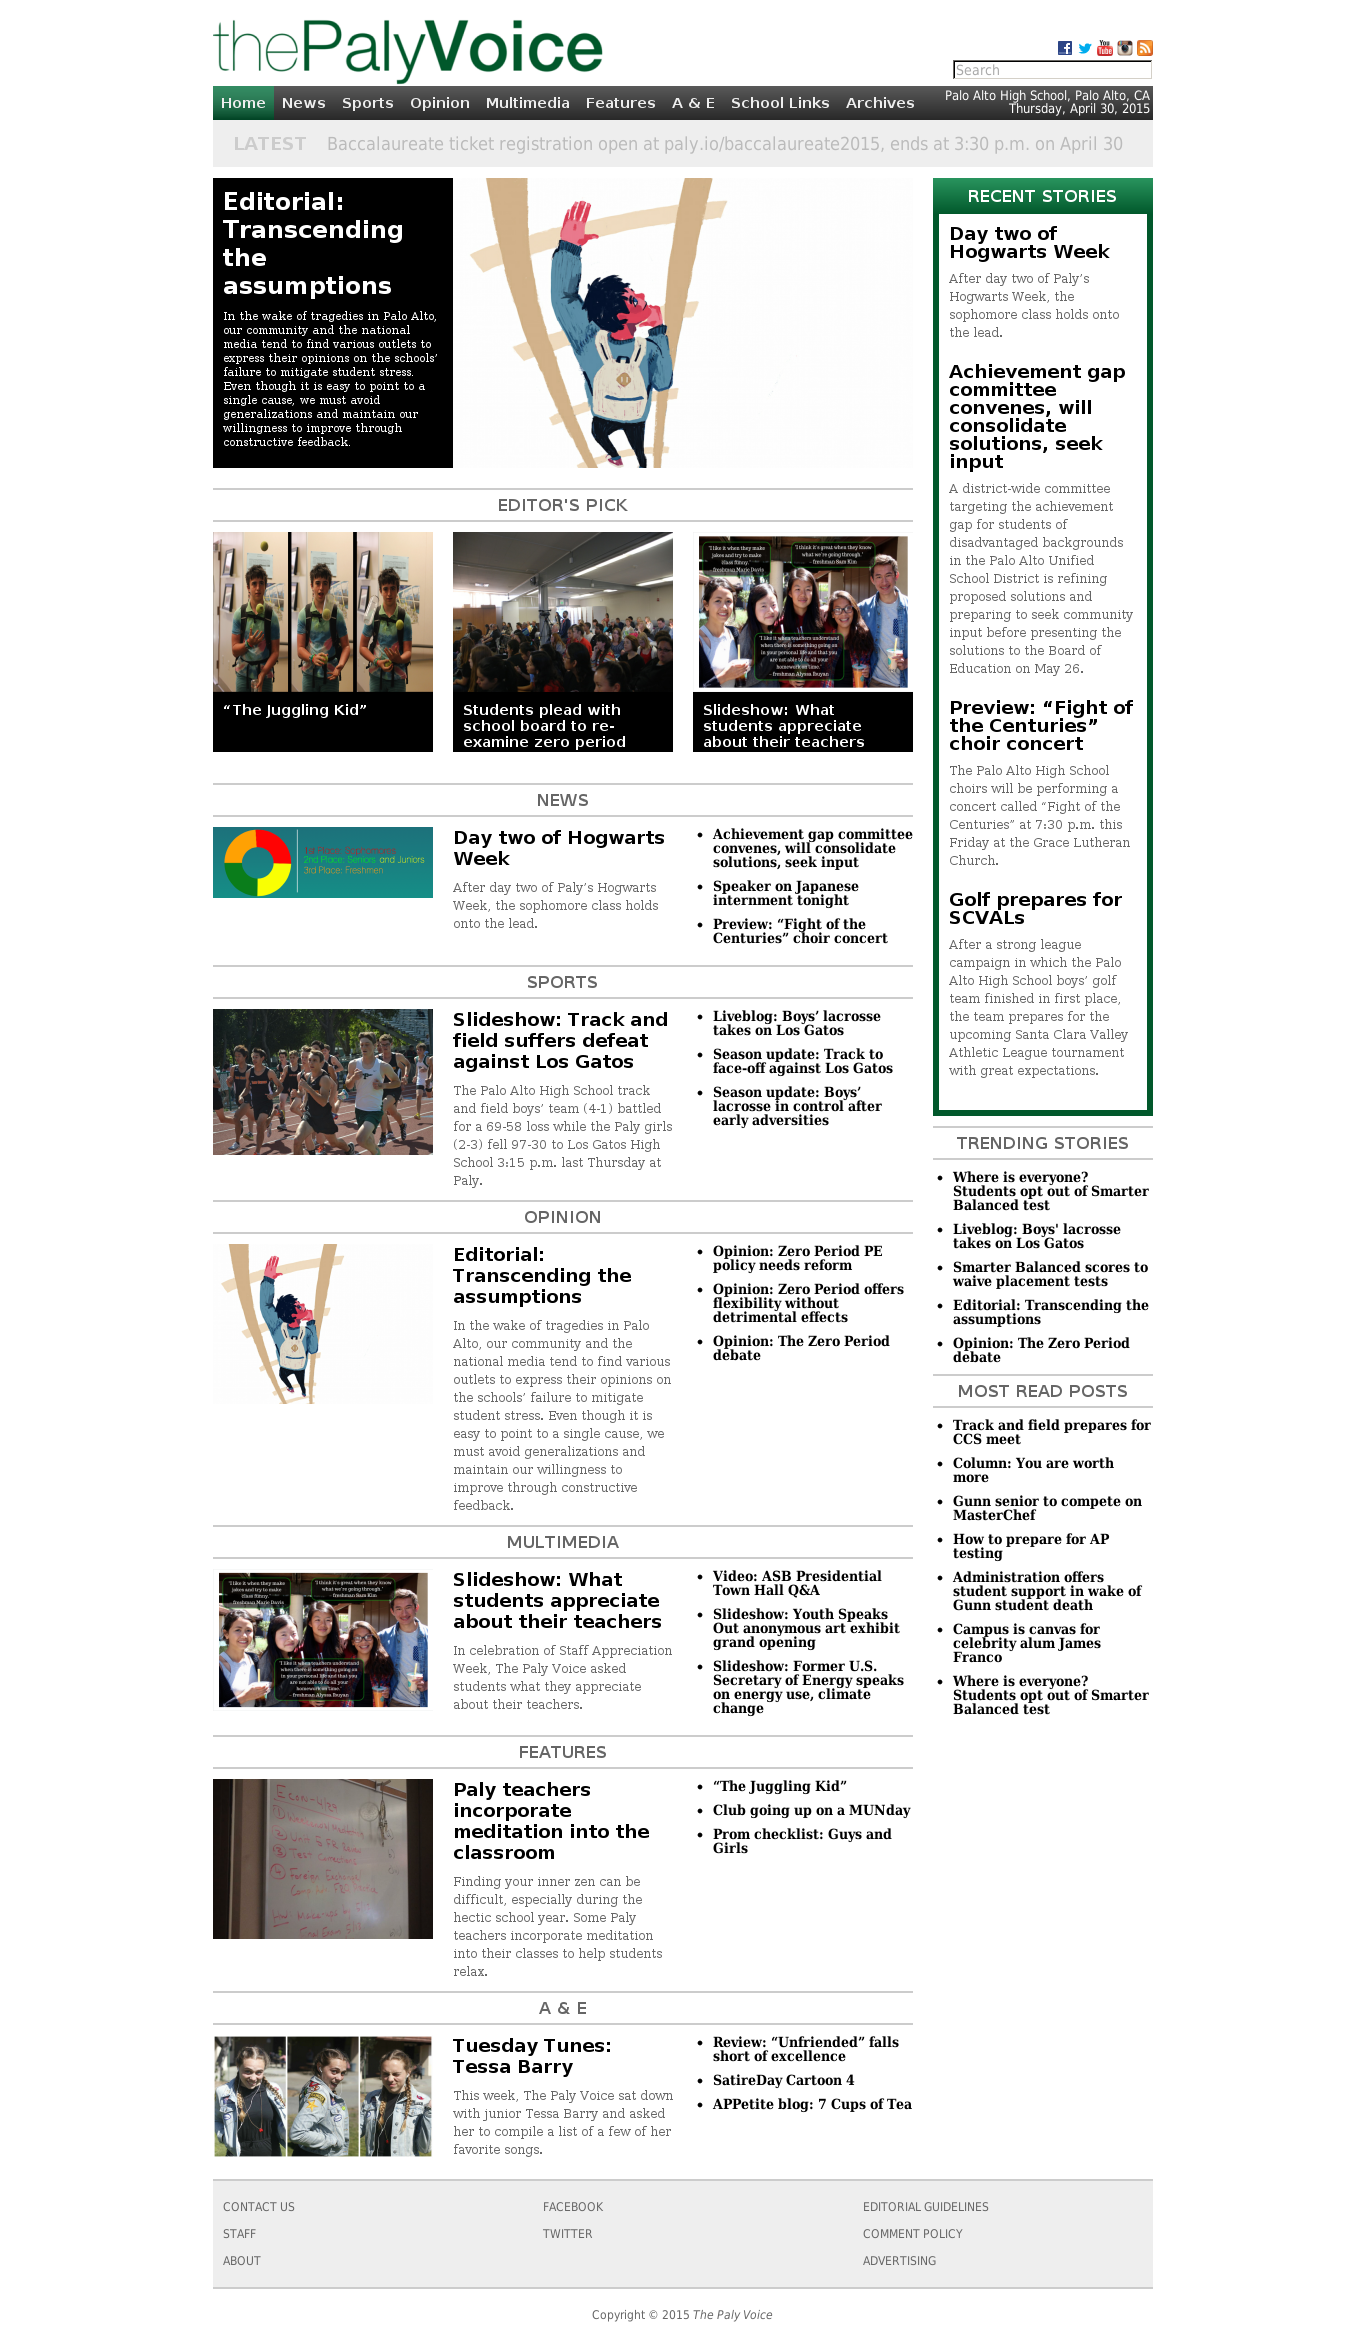 thePalyVoice
Search
Home News Sports Opinion Multimedia Features A & E School Links Archives
Palo Alto High School, Palo Alto, CA
Thursday, April 30, 2015
LATEST Baccalaureate ticket registration open at paly.io/baccalaureate2015, ends at 3:30 p.m. on April 30
Editorial:
Transcending
the
assumptions
In the wake of tragedies in Palo Alto,
our community and the national
media tend to find various outlets to
express their opinions on the schools’
failure to mitigate student stress.
Even though it is easy to point to a
single cause, we must avoid
generalizations and maintain our
willingness to improve through
constructive feedback.
EDITOR'S PICK
“The Juggling Kid”
Students plead with
school board to re-
examine zero period
Slideshow: What
students appreciate
about their teachers
NEWS
1st Place: Sophomores
2nd Place: Seniors and Juniors
3rd Place: Freshmen
Day two of Hogwarts
Week
After day two of Paly’s Hogwarts
Week, the sophomore class holds
onto the lead.
Achievement gap committee
convenes, will consolidate
solutions, seek input
Speaker on Japanese
internment tonight
Preview: “Fight of the
Centuries” choir concert
SPORTS
Slideshow: Track and
field suffers defeat
against Los Gatos
The Palo Alto High School track
and field boys’ team (4-1) battled
for a 69-58 loss while the Paly girls
(2-3) fell 97-30 to Los Gatos High
School 3:15 p.m. last Thursday at
Paly.
Liveblog: Boys’ lacrosse
takes on Los Gatos
Season update: Track to
face-off against Los Gatos
Season update: Boys’
lacrosse in control after
early adversities
OPINION
Editorial:
Transcending the
assumptions
In the wake of tragedies in Palo
Alto, our community and the
national media tend to find various
outlets to express their opinions on
the schools’ failure to mitigate
student stress. Even though it is
easy to point to a single cause, we
must avoid generalizations and
maintain our willingness to
improve through constructive
feedback.
Opinion: Zero Period PE
policy needs reform
Opinion: Zero Period offers
flexibility without
detrimental effects
Opinion: The Zero Period
debate
MULTIMEDIA
Slideshow: What
students appreciate
about their teachers
In celebration of Staff Appreciation
Week, The Paly Voice asked
students what they appreciate
about their teachers.
Video: ASB Presidential
Town Hall Q&A
Slideshow: Youth Speaks
Out anonymous art exhibit
grand opening
Slideshow: Former U.S.
Secretary of Energy speaks
on energy use, climate
change
FEATURES
Paly teachers
incorporate
meditation into the
classroom
Finding your inner zen can be
difficult, especially during the
hectic school year. Some Paly
teachers incorporate meditation
into their classes to help students
relax.
“The Juggling Kid”
Club going up on a MUNday
Prom checklist: Guys and
Girls
A & E
Tuesday Tunes:
Tessa Barry
This week, The Paly Voice sat down
with junior Tessa Barry and asked
her to compile a list of a few of her
favorite songs.
Review: “Unfriended” falls
short of excellence
SatireDay Cartoon 4
APPetite blog: 7 Cups of Tea
RECENT STORIES
Day two of
Hogwarts Week
After day two of Paly’s
Hogwarts Week, the
sophomore class holds onto
the lead.
Achievement gap
committee
convenes, will
consolidate
solutions, seek
input
A district-wide committee
targeting the achievement
gap for students of
disadvantaged backgrounds
in the Palo Alto Unified
School District is refining
proposed solutions and
preparing to seek community
input before presenting the
solutions to the Board of
Education on May 26.
Preview: “Fight of
the Centuries”
choir concert
The Palo Alto High School
choirs will be performing a
concert called “Fight of the
Centuries” at 7:30 p.m. this
Friday at the Grace Lutheran
Church.
Golf prepares for
SCVALs
After a strong league
campaign in which the Palo
Alto High School boys’ golf
team finished in first place,
the team prepares for the
upcoming Santa Clara Valley
Athletic League tournament
with great expectations.
TRENDING STORIES
Where is everyone?
Students opt out of Smarter
Balanced test
Liveblog: Boys' lacrosse
takes on Los Gatos
Smarter Balanced scores to
waive placement tests
Editorial: Transcending the
assumptions
Opinion: The Zero Period
debate
MOST READ POSTS
Track and field prepares for
CCS meet
Column: You are worth
more
Gunn senior to compete on
MasterChef
How to prepare for AP
testing
Administration offers
student support in wake of
Gunn student death
Campus is canvas for
celebrity alum James
Franco
Where is everyone?
Students opt out of Smarter
Balanced test
CONTACT US
STAFF
ABOUT
FACEBOOK
TWITTER
EDITORIAL GUIDELINES
COMMENT POLICY
ADVERTISING
Copyright © 2015 The Paly Voice